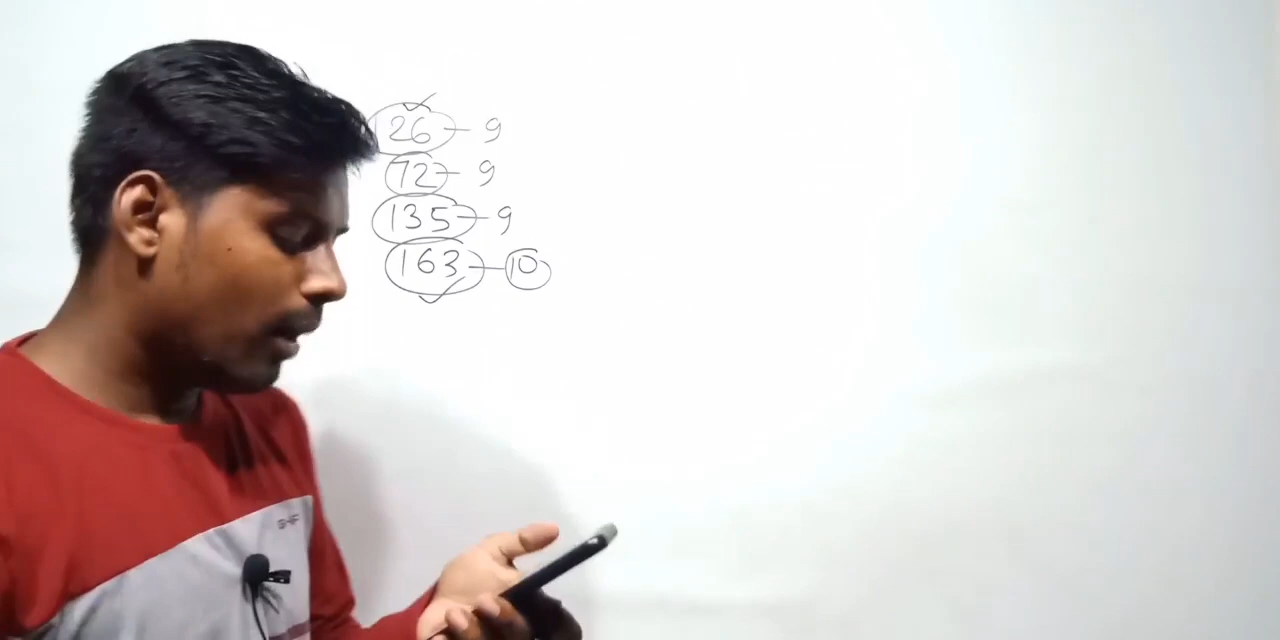 126 - 9
72 - 9
135 - 9
163 - 10